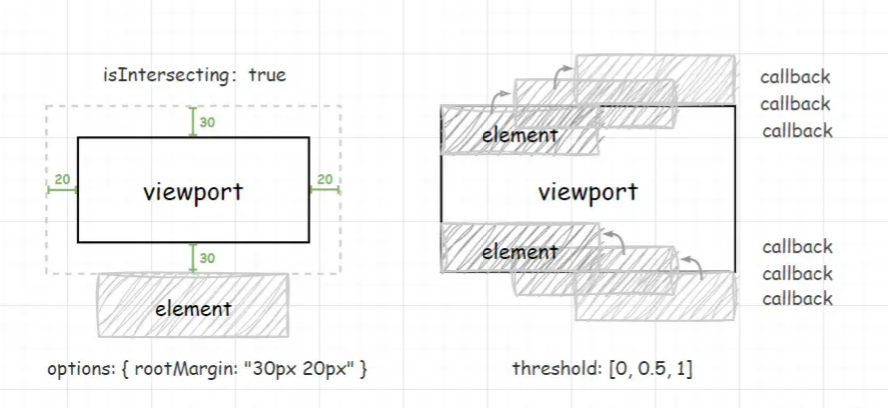 isIntersecting: true
30
20
viewport
20
30
element
options: { rootMargin: "30px 20px" }
callback
callback
callback
element
viewport
element
callback
callback
callback
threshold: [0, 0.5, 1]